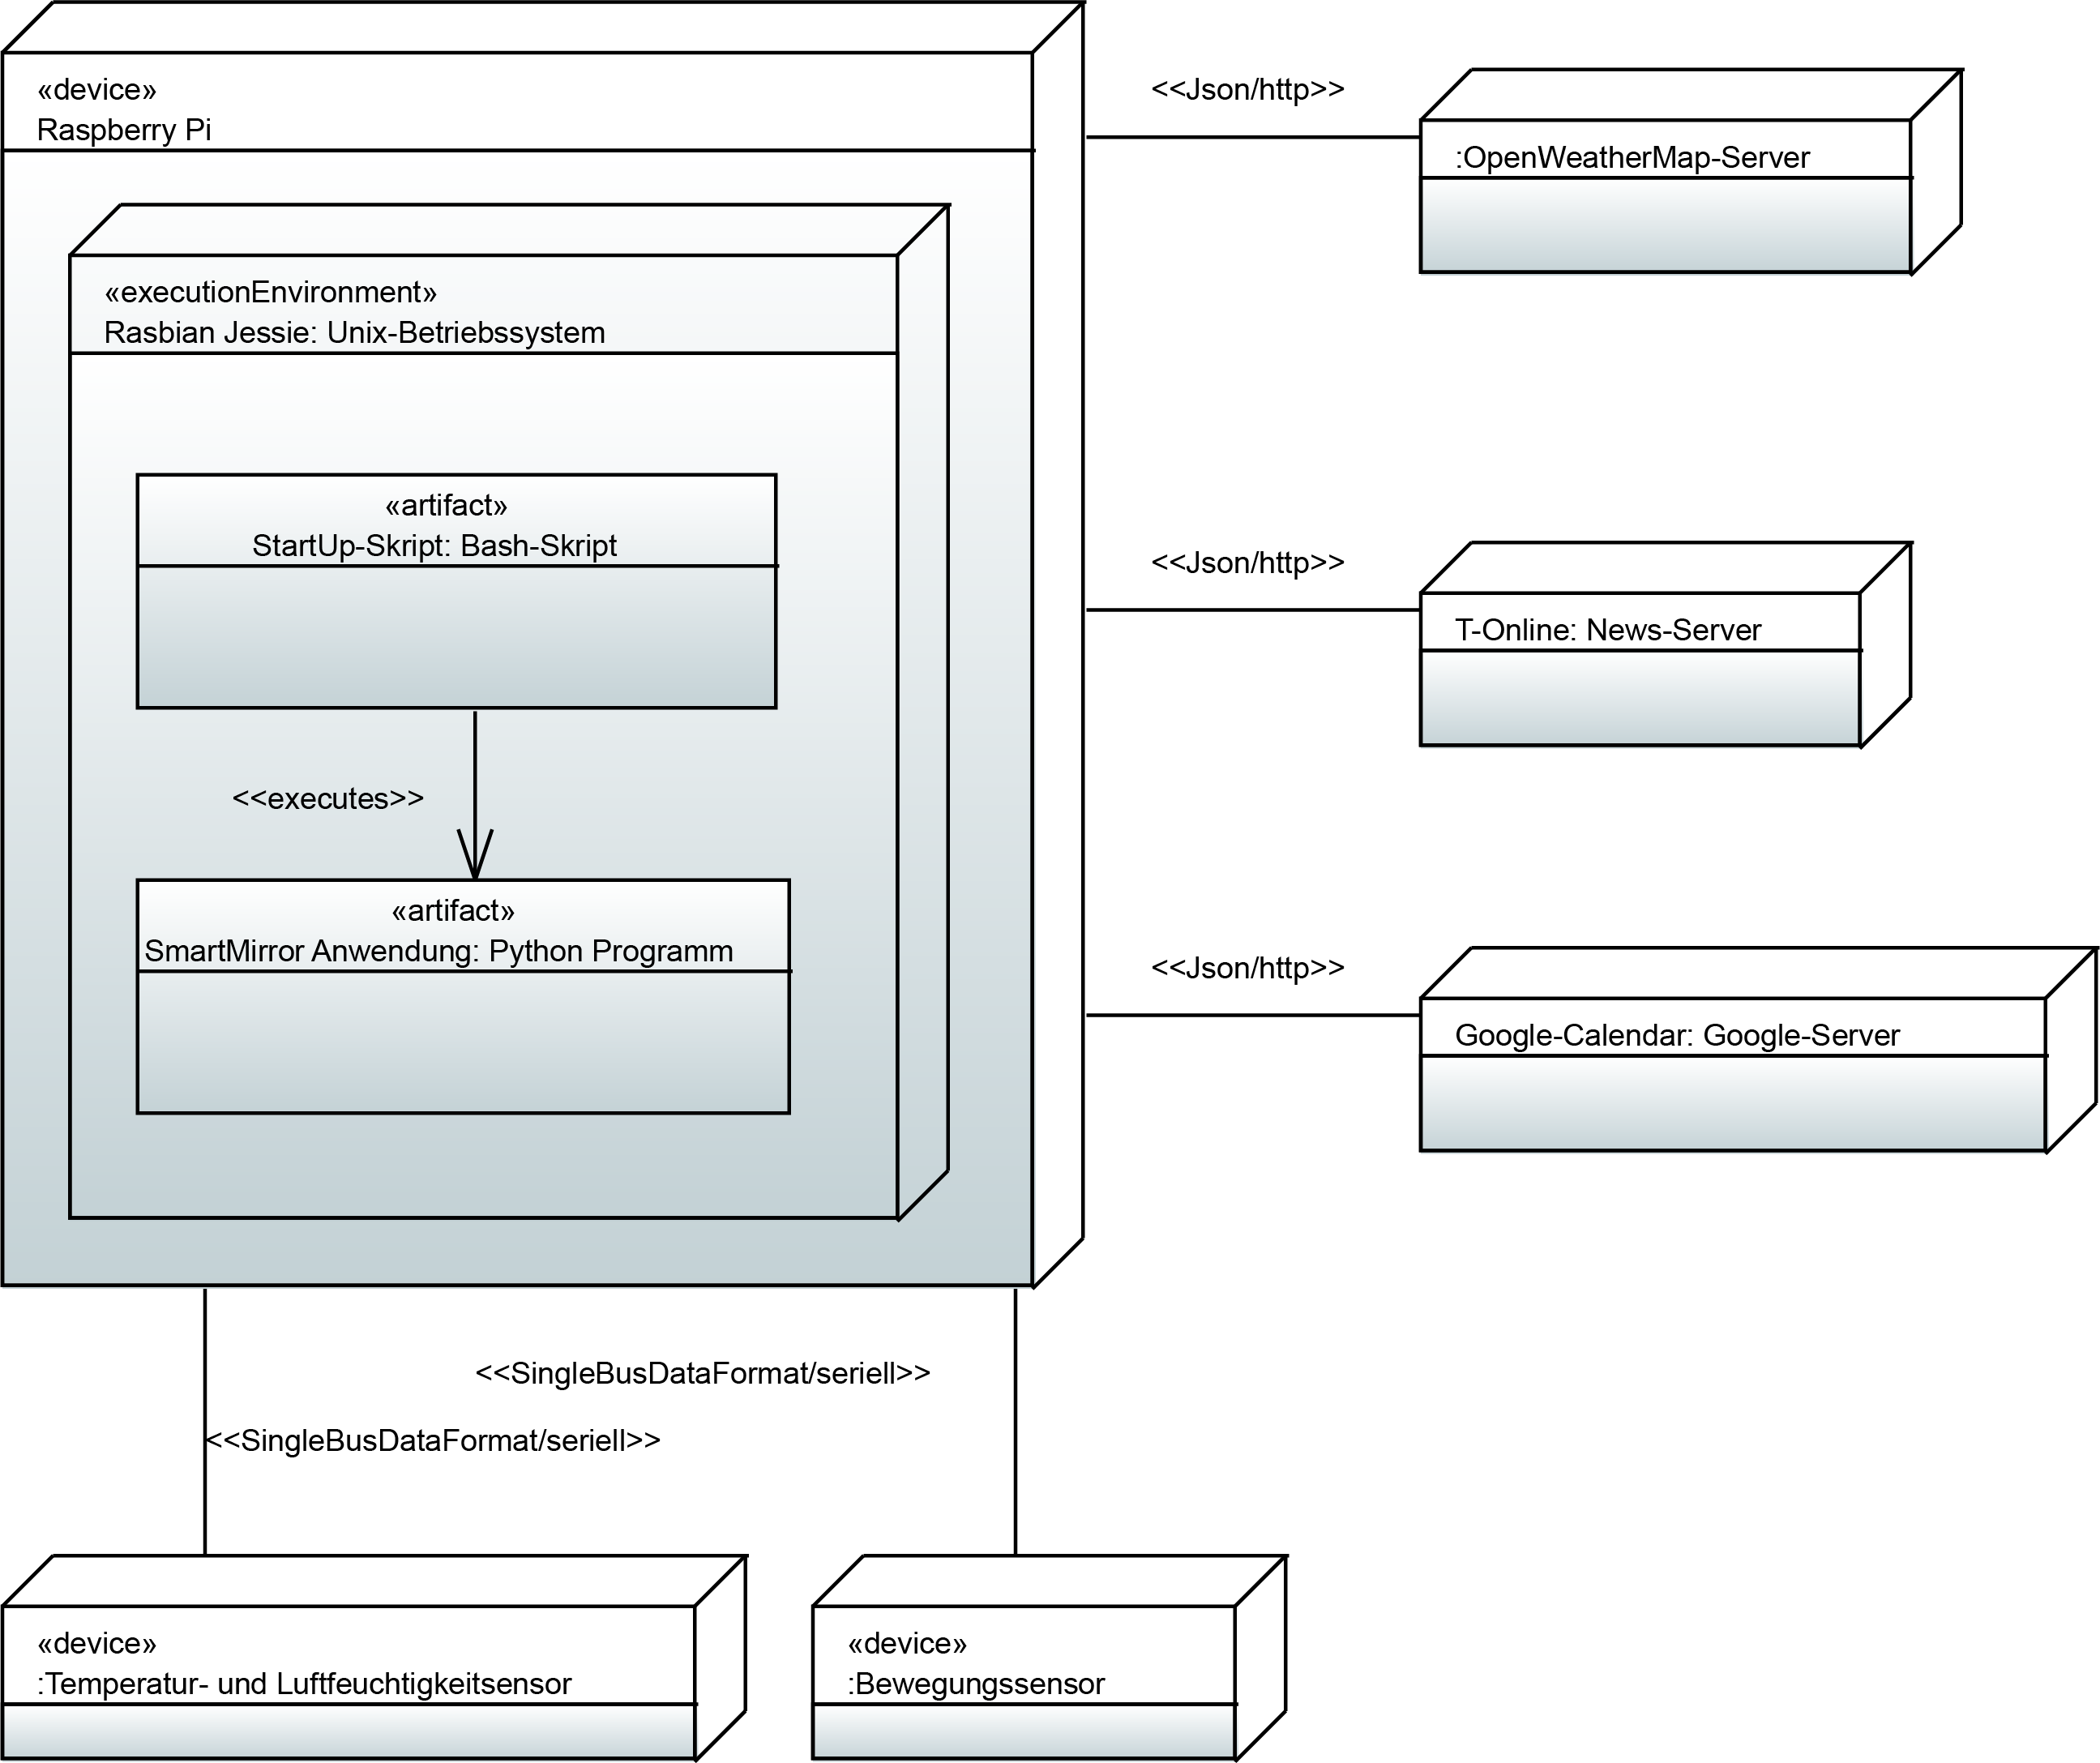 «device»
Raspberry Pi
«executionEnvironment»
Rasbian Jessie: Unix-Betriebssystem
«artifact»
StartUp-Skript: Bash-Skript
<<executes>>
«artifact»
SmartMirror Anwendung: Python Programm
<<Json/http>>
:OpenWeatherMap-Server
<<Json/http>>
T-Online: News-Server
<<Json/http>>
Google-Calendar: Google-Server
<<SingleBusDataFormat/seriell>>
<<SingleBusDataFormat/seriell>>
«device»
:Temperatur- und Luftfeuchtigkeitsensor
«device»
:Bewegungssensor